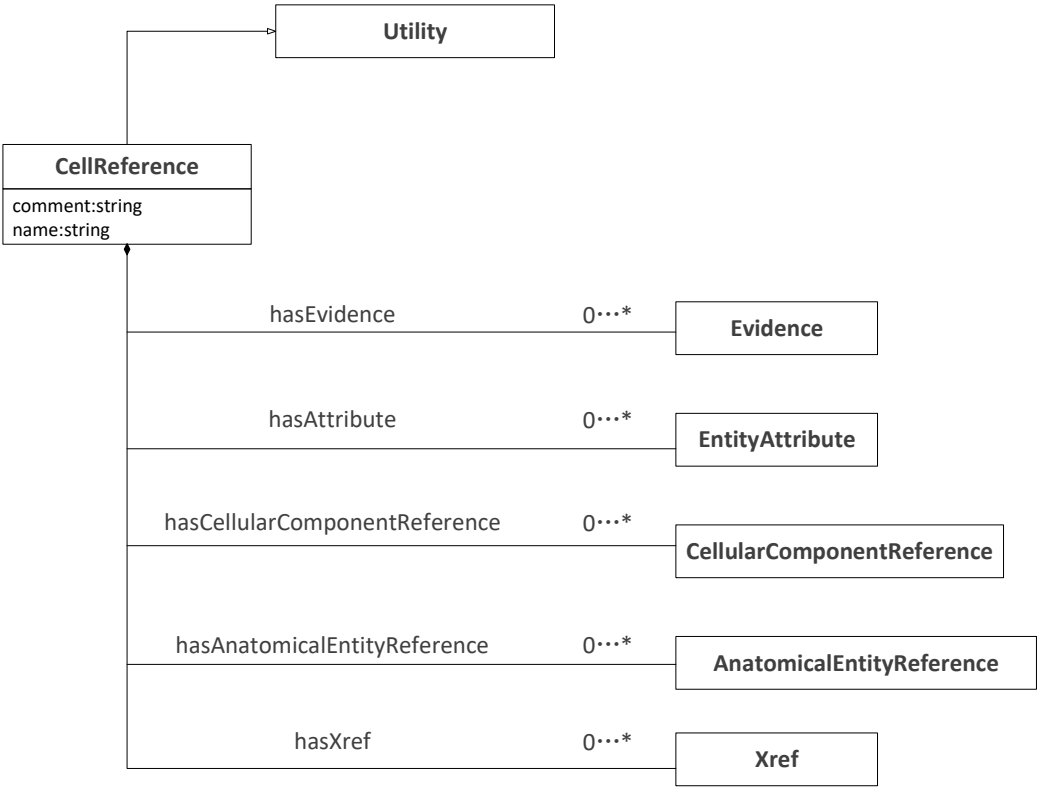 Utility
CellReference
comment:string
name:string
hasEvidence 0···*
Evidence
hasAttribute 0···*
EntityAttribute
hasCellularComponentReference 0···*
CellularComponentReference
hasAnatomicalEntityReference 0···*
AnatomicalEntityReference
hasXref 0···*
Xref